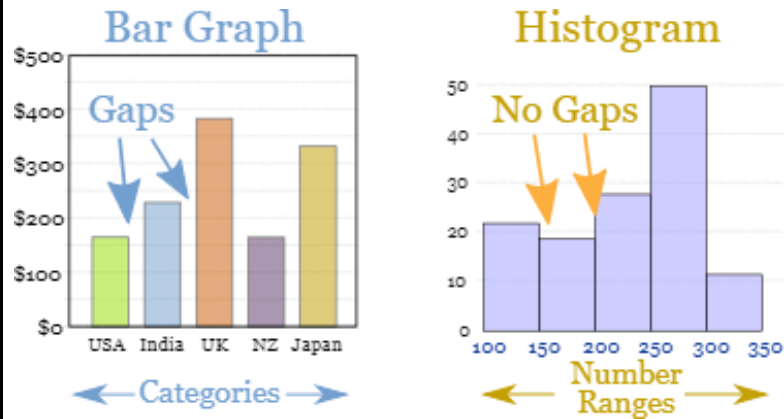 Bar Graph
$500
$400
$300
$200
$100
$0
Gaps
USA India UK NZ Japan
Categories
Histogram
50
40
30
20
10
0
No Gaps
100 150 200 250 300 350
Number
Ranges